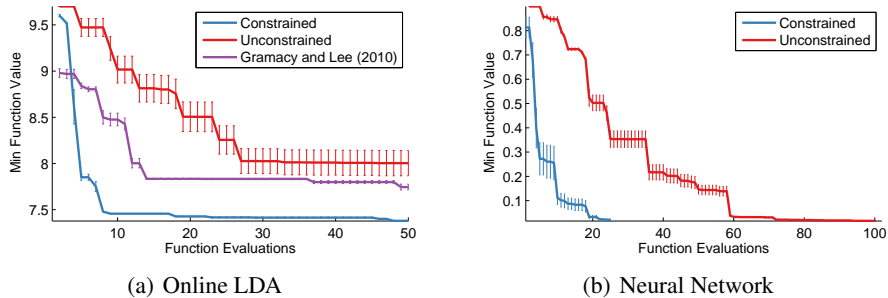 9.5
9
8.5
8
7.5
10
20
30
40
50
Min Function Value
Function Evaluations
Constrained
Unconstrained
Gramacy and Lee (2010)
(a) Online LDA
0.8
0.7
0.6
0.5
0.4
0.3
0.2
0.1
20
40
60
80
100
Min Function Value
Function Evaluations
Constrained
Unconstrained
(b) Neural Network